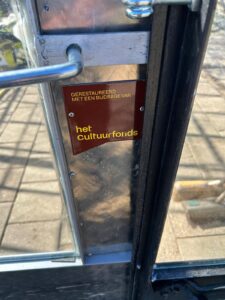 GERESTAUREERD
MET EEN BIJDRAGE VAN
het
cultuurfonds